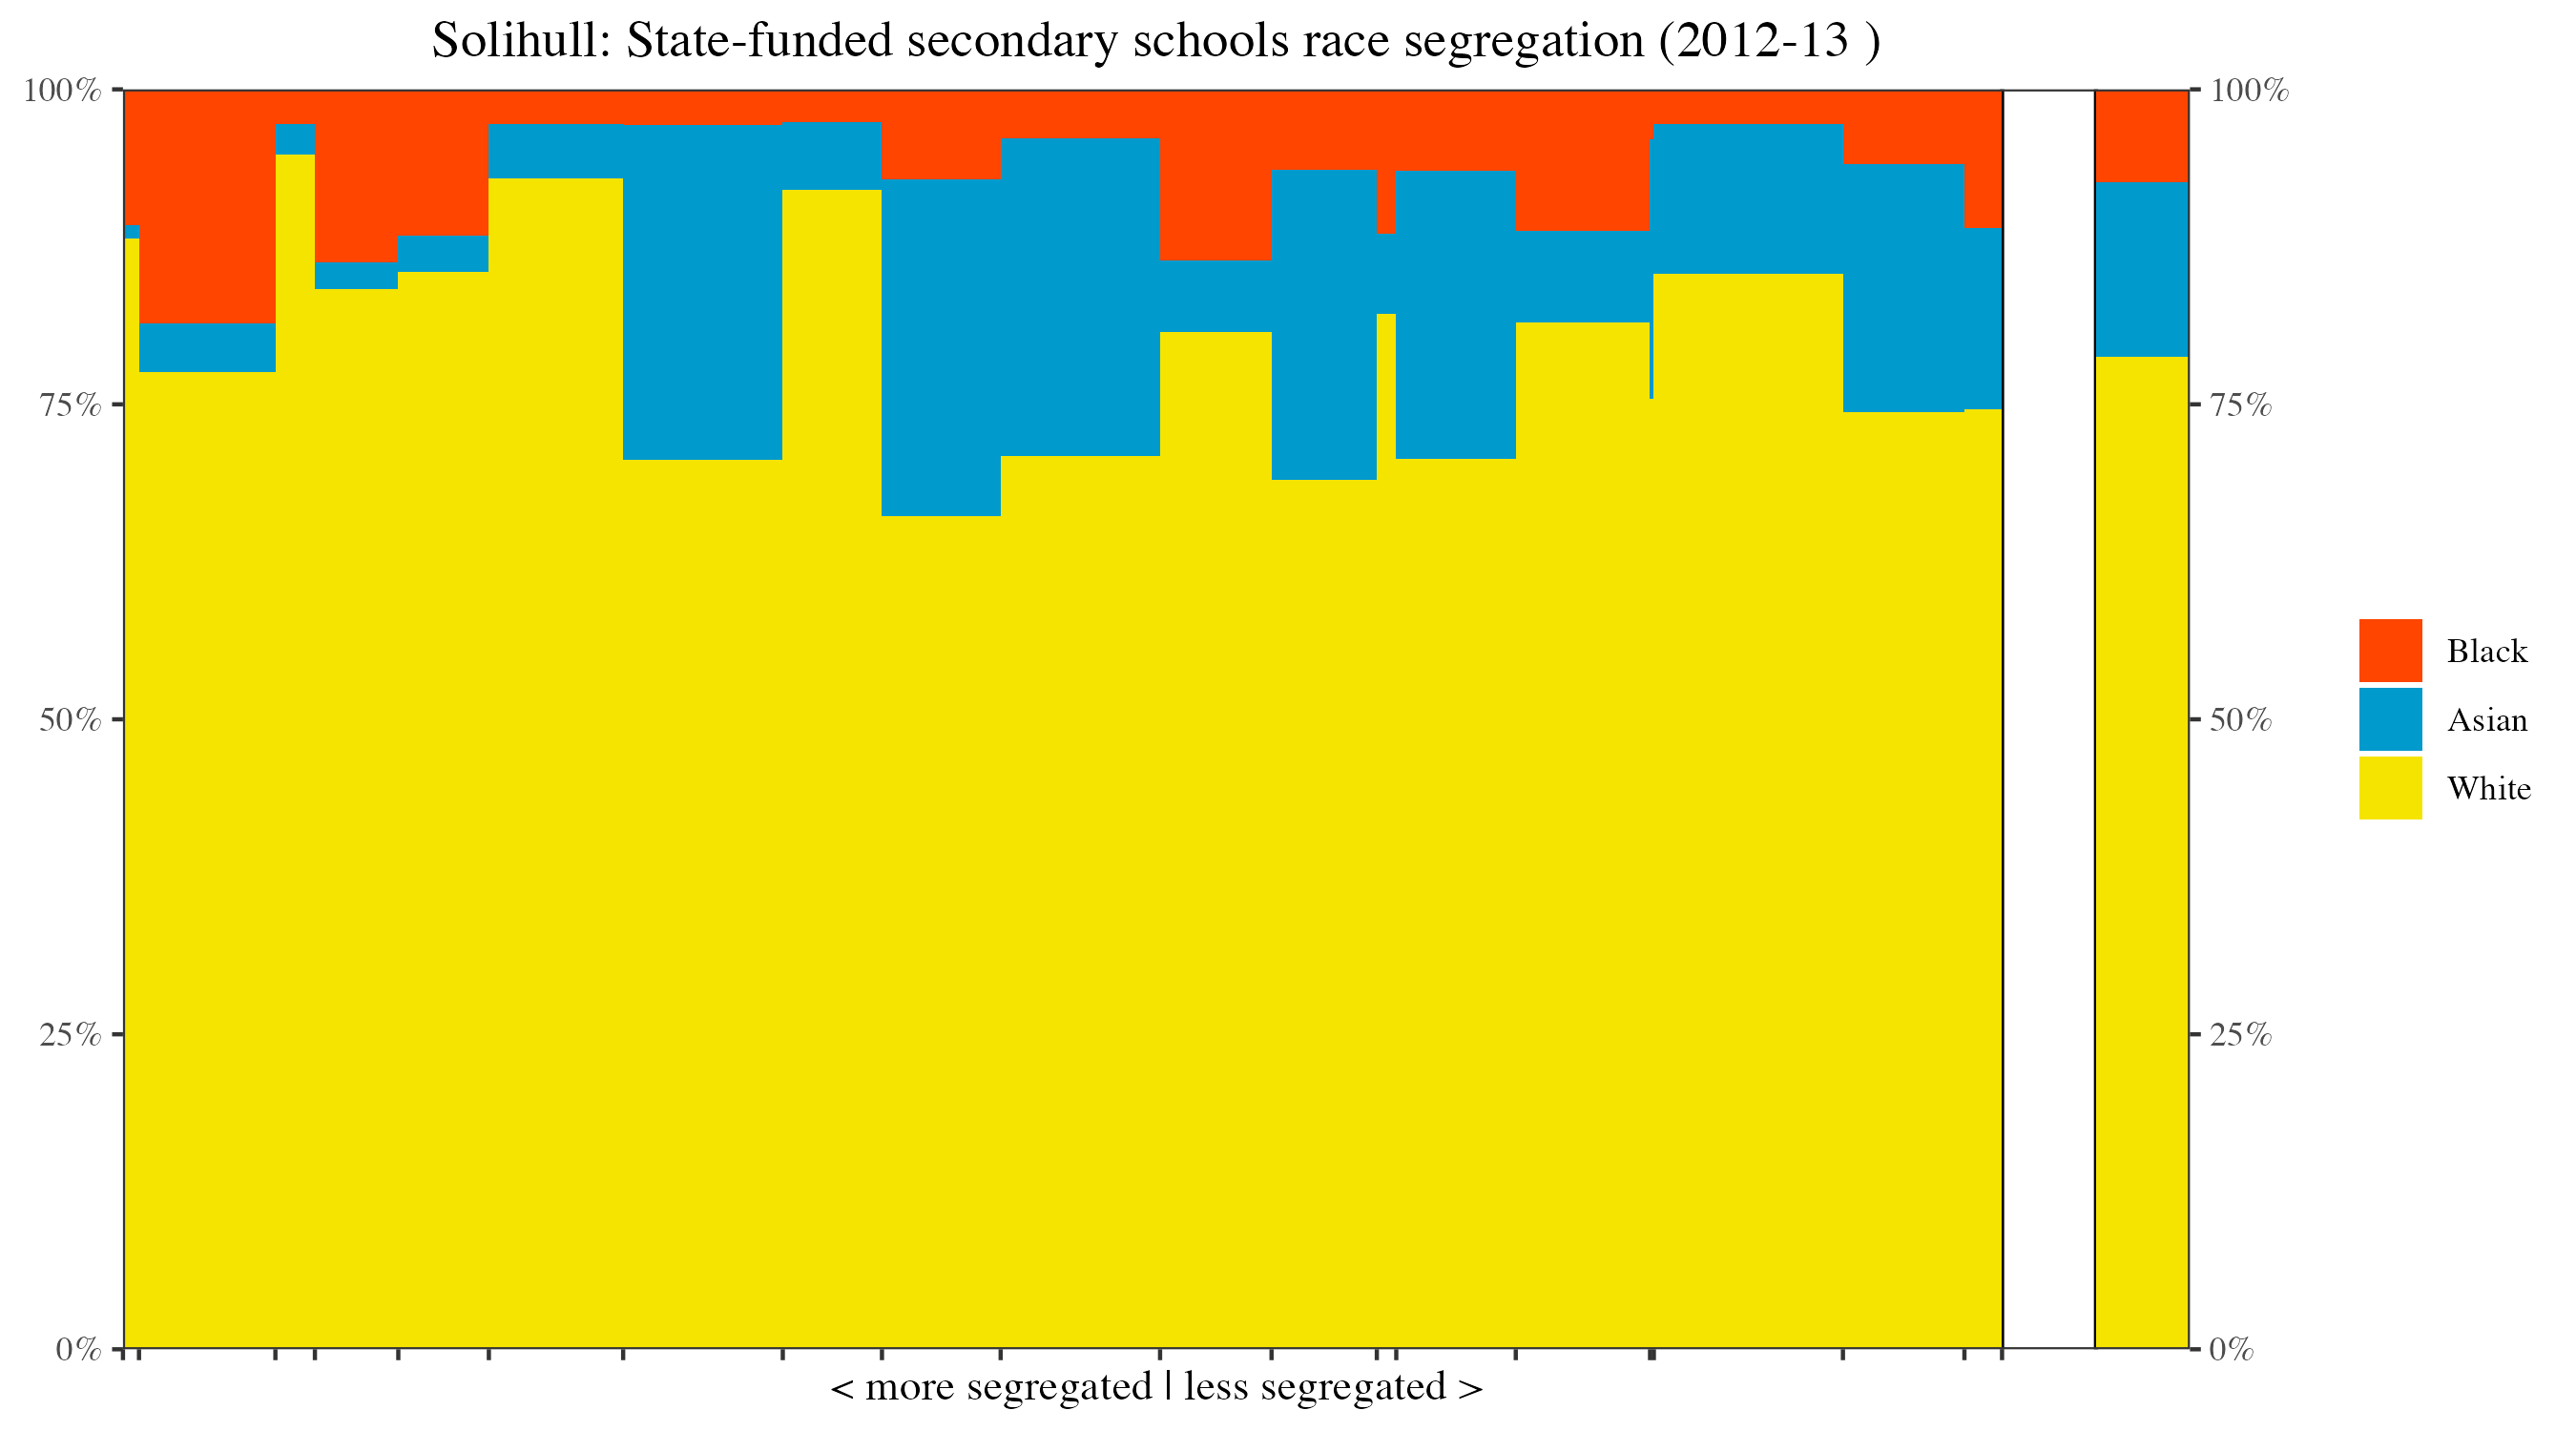 Solihull: State-funded secondary schools race segregation (2012-13 )
100%
75%
50%
25%
0%
100%
75%
50%
25%
0%
Black
Asian
White
< more segregated | less segregated >